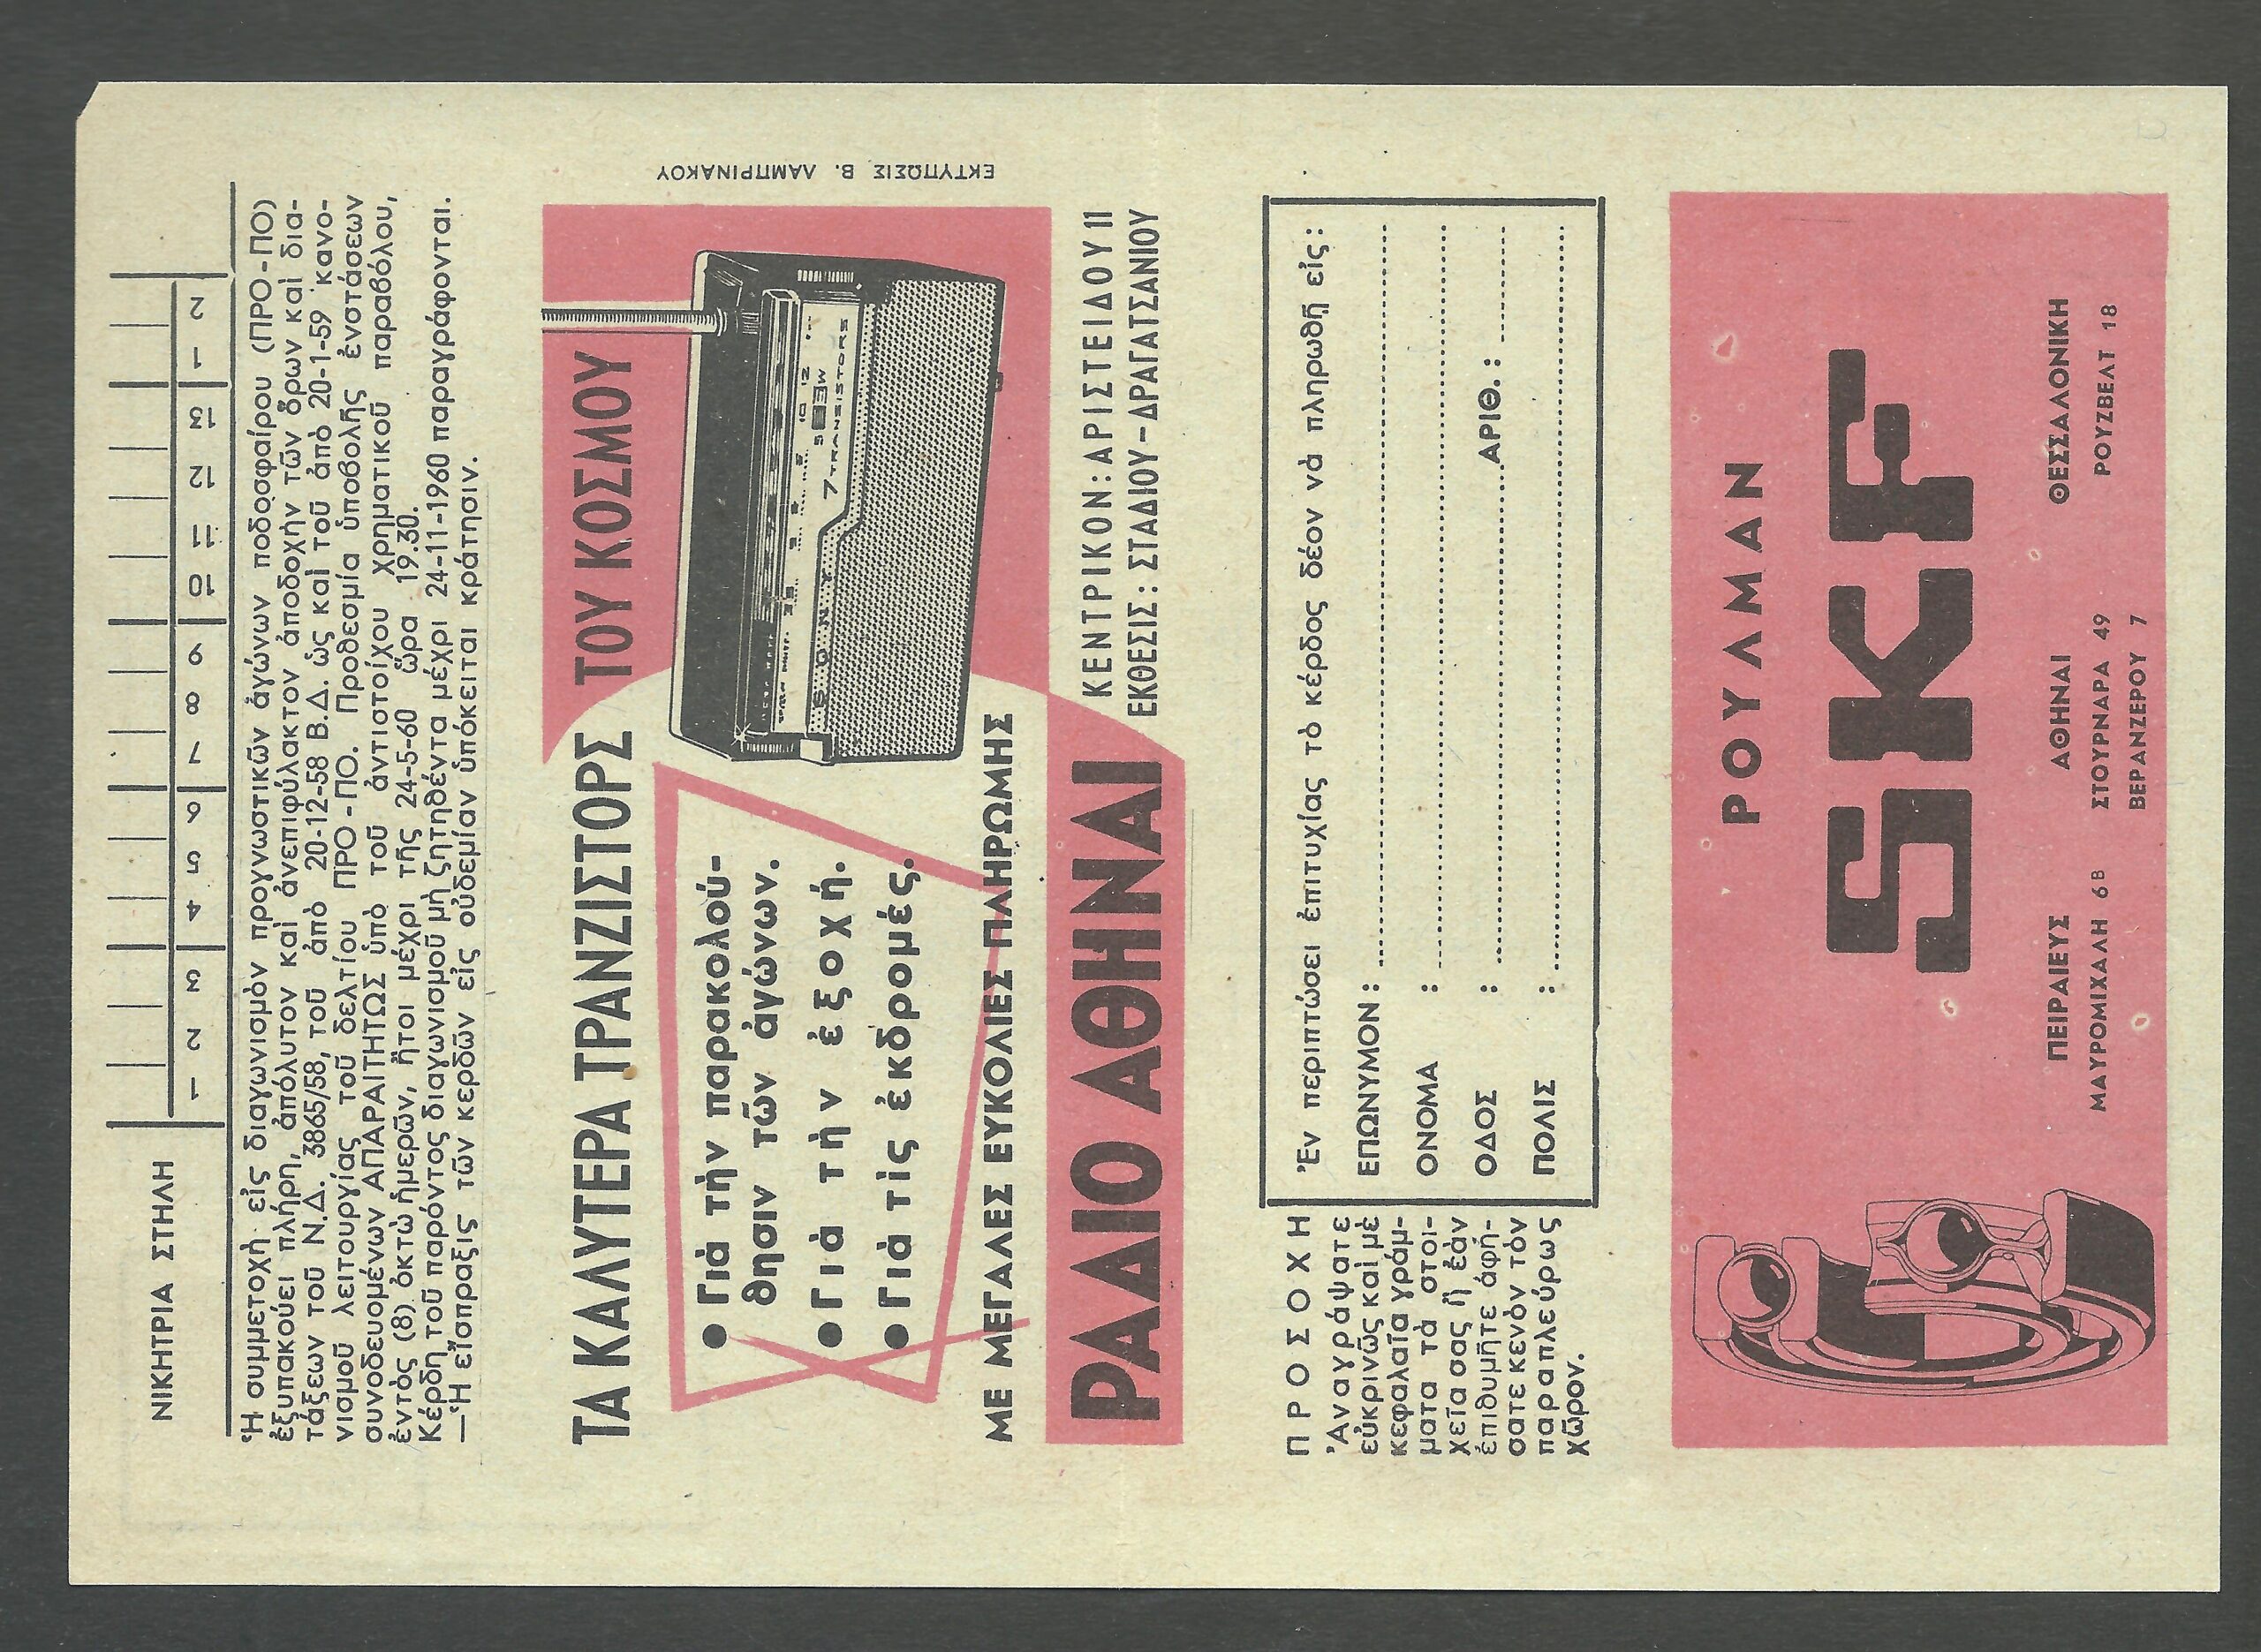 ΝΙΚΗΤΡΙΑ ΣΤΗΛΗ
1 2 3 4 5 6 7 8 9 10 11 12 13 1 2
Ἡ συμμετοχὴ εἰς διαγωνισμὸν προγνωστικῶν ἀγώνων ποδοσφαίρου (ΠΡΟ-ΠΟ)
ἐξυπακούει πλήρη, ἀπόλυτον καὶ ἀνεπιφύλακτον ἀποδοχὴν τῶν ὅρων καὶ δια-
τάξεων τοῦ Ν.Δ. 3865/58, τοῦ ἀπὸ 20-12-58 Β.Δ. ὡς καὶ τοῦ ἀπὸ 20-1-59 κανο-
νισμοῦ λειτουργίας τοῦ δελτίου ΠΡΟ-ΠΟ. Προθεσμία ὑποβολῆς ἐνστάσεων
συνοδευομένων ΑΠΑΡΑΙΤΗΤΩΣ ὑπὸ τοῦ ἀντιστοίχου χρηματικοῦ παραβόλου,
ἐντὸς (8) ὀκτὼ ἡμερῶν, ἤτοι μέχρι τῆς 24-5-60 ὥρα 19.30.
Κέρδη τοῦ παρόντος διαγωνισμοῦ μὴ ζητηθέντα μέχρι 24-11-1960 παραγράφονται.
—Ἡ εἴσπραξις τῶν κερδῶν εἰς οὐδεμίαν ὑπόκειται κράτησιν.
ΤΑ ΚΑΛΥΤΕΡΑ ΤΡΑΝΖΙΣΤΟΡΣ ΤΟΥ ΚΟΣΜΟΥ
● Γιὰ τὴν παρακολού-
θησιν τῶν ἀγώνων.
● Γιὰ τὴν ἐξοχή.
● Γιὰ τὶς ἐκδρομές.
SONY
7 TRANSISTORS
ΜΕ ΜΕΓΑΛΕΣ ΕΥΚΟΛΙΕΣ ΠΛΗΡΩΜΗΣ
ΡΑΔΙΟ ΑΘΗΝΑΙ
ΚΕΝΤΡΙΚΟΝ: ΑΡΙΣΤΕΙΔΟΥ 11
ΕΚΘΕΣΙΣ: ΣΤΑΔΙΟΥ-ΔΡΑΓΑΤΣΑΝΙΟΥ
ΕΚΤΥΠΩΣΙΣ Β. ΛΑΜΠΡΙΝΑΚΟΥ
ΠΡΟΣΟΧΗ
Ἀναγράψατε
εὐκρινῶς καὶ μὲ
κεφαλαῖα γράμ-
ματα τὰ στοι-
χεῖα σας ἢ ἐὰν
ἐπιθυμῆτε ἀφή-
σατε κενὸν τὸν
παραπλεύρως
χῶρον.
Ἐν περιπτώσει ἐπιτυχίας τὸ κέρδος δέον νὰ πληρωθῇ εἰς:
ΕΠΩΝΥΜΟΝ :
ΟΝΟΜΑ :
ΟΔΟΣ : ΑΡΙΘ. :
ΠΟΛΙΣ :
ΡΟΥΛΜΑΝ
SKF
ΠΕΙΡΑΙΕΥΣ ΑΘΗΝΑΙ ΘΕΣΣΑΛΟΝΙΚΗ
ΜΑΥΡΟΜΙΧΑΛΗ 6Β ΣΤΟΥΡΝΑΡΑ 49 ΡΟΥΖΒΕΛΤ 18
ΒΕΡΑΝΖΕΡΟΥ 7